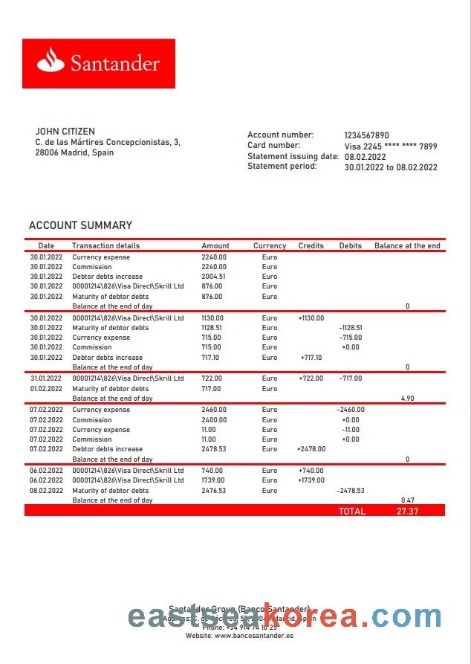 Santander
JOHN CITIZEN
C. de las Mártires Concepcionistas, 3,
28006 Madrid, Spain
Account number: 1234567890
Card number: Visa 2245 **** **** 7899
Statement issuing date: 08.02.2022
Statement period: 30.01.2022 to 08.02.2022
ACCOUNT SUMMARY
Date Transaction details Amount Currency Credits Debits Balance at the end
30.01.2022 Currency expense 2240.00 Euro
30.01.2022 Commission 2240.00 Euro
30.01.2022 Debtor debts increase 2004.51 Euro
30.01.2022 00001214\826\Visa Direct\Skrill Ltd 876.00 Euro
30.01.2022 Maturity of debtor debts 876.00 Euro
Balance at the end of day 0
30.01.2022 00001214\826\Visa Direct\Skrill Ltd 1130.00 Euro +1130.00
30.01.2022 Maturity of debtor debts 1128.51 Euro -1128.51
30.01.2022 Currency expense 715.00 Euro -715.00
30.01.2022 Commission 715.00 Euro +0.00
30.01.2022 Debtor debts increase 717.10 Euro +717.10
Balance at the end of day 0
31.01.2022 00001214\826\Visa Direct\Skrill Ltd 722.00 Euro +722.00 -717.00
01.02.2022 Maturity of debtor debts 717.00 Euro
Balance at the end of day 4.90
07.02.2022 Currency expense 2460.00 Euro -2460.00
07.02.2022 Commission 2400.00 Euro +0.00
07.02.2022 Currency expense 11.00 Euro -11.00
07.02.2022 Commission 11.00 Euro +0.00
07.02.2022 Debtor debts increase 2478.53 Euro +2478.00
Balance at the end of day 0
06.02.2022 00001214\826\Visa Direct\Skrill Ltd 740.00 Euro +740.00
06.02.2022 00001214\826\Visa Direct\Skrill Ltd 1739.00 Euro +1739.00
08.02.2022 Maturity of debtor debts 2476.53 Euro -2478.53
Balance at the end of day 0.47
TOTAL 27.37
Santander Group (Banco Santander)
eastseakorea.com
Website: www.bancosantander.es